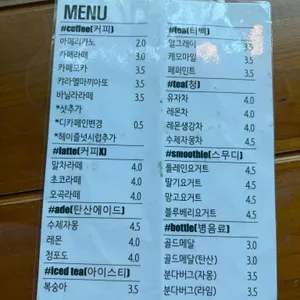 MENU
#coffee(커피)
아메리카노 2.0
카페라떼 3.0
카페모카 3.5
캬라멜마끼아또 3.5
바닐라라떼 3.5
*샷추가
*디카페인변경 0.5
*헤이즐넛시럽추가
#latte(커피X)
말차라떼 4.0
초코라떼 4.0
오곡라떼 4.0
#ade(탄산에이드)
수제자몽 4.5
레몬 4.0
청포도 4.0
#iced tea(아이스티)
복숭아 3.5
#tea(티백)
얼그레이 3.5
캐모마일 3.5
페퍼민트 3.5
#tea(청)
유자차 4.0
레몬차 4.0
레몬생강차 4.0
수제자몽차 4.5
#smoothie(스무디)
플레인요거트 4.5
딸기요거트 4.5
망고요거트 4.5
블루베리요거트 4.5
#bottle(병음료)
골드메달 3.0
골드메달(탄산) 3.0
분다버그(자몽) 3.5
분다버그(라임) 3.5